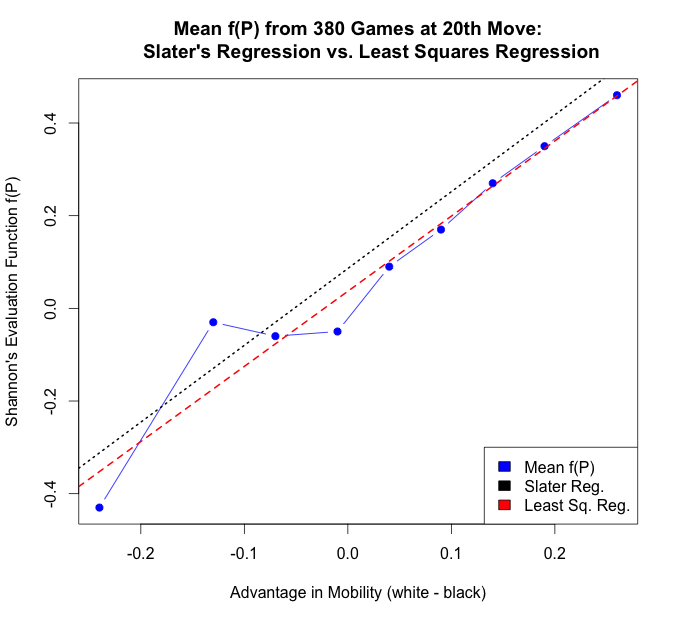 Mean f(P) from 380 Games at 20th Move:
Slater's Regression vs. Least Squares Regression
Shannon's Evaluation Function f(P)
0.4
0.2
0.0
-0.2
-0.4
Mean f(P)
Slater Reg.
Least Sq. Reg.
-0.2 -0.1 0.0 0.1 0.2
Advantage in Mobility (white - black)